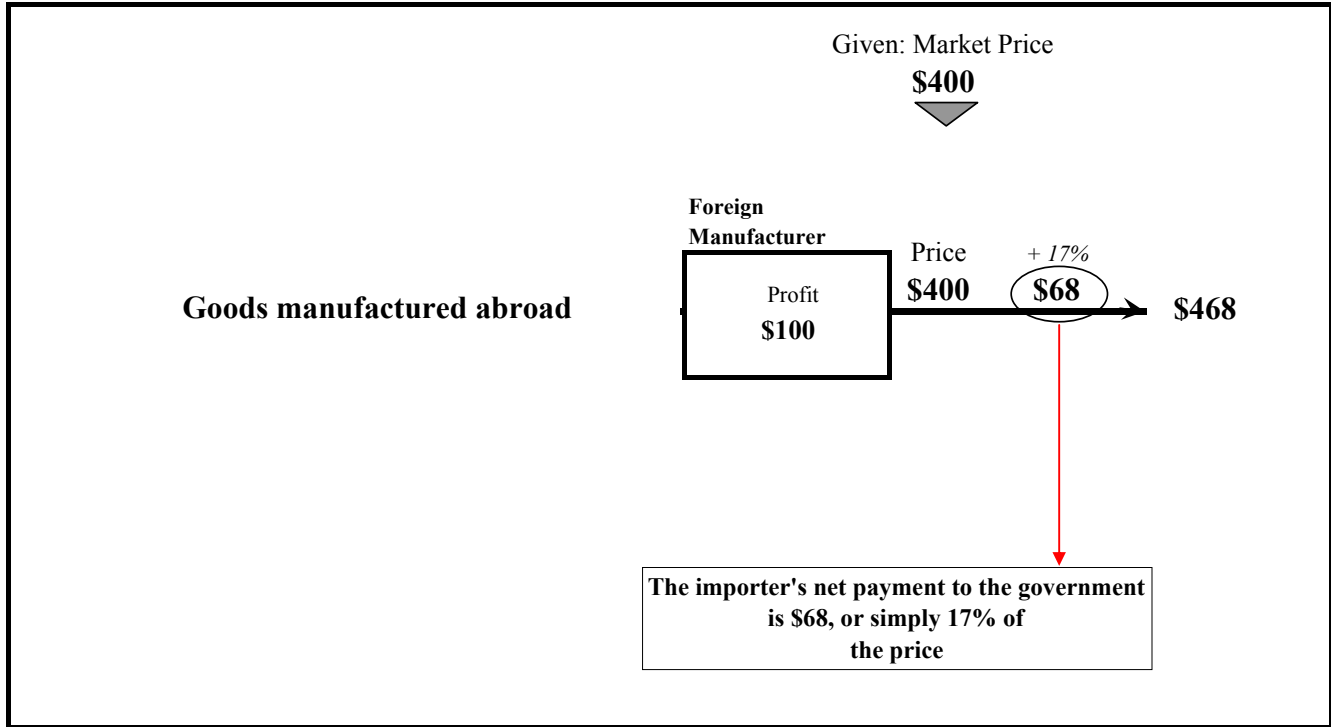 Given: Market Price
$400
Foreign
Manufacturer
Price
+ 17%
Goods manufactured abroad
Profit
$100
$400
$68
$468
The importer's net payment to the government
is $68, or simply 17% of
the price